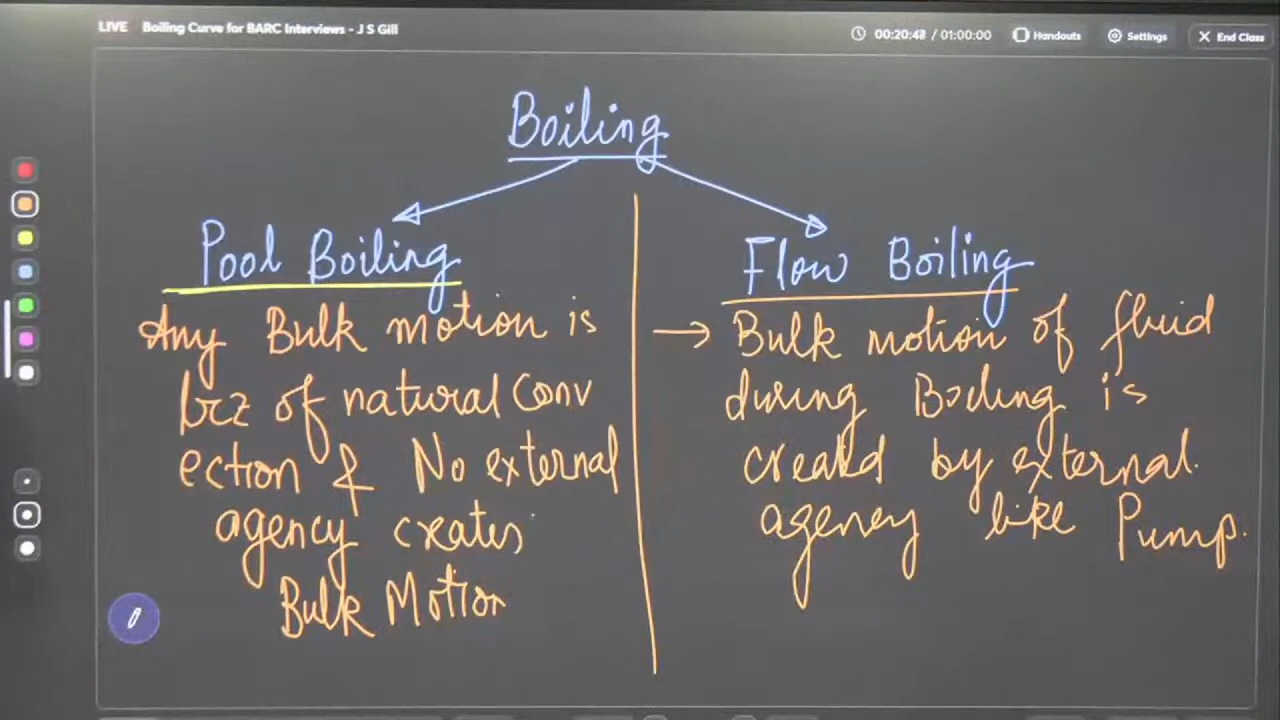 LIVE Boiling Curve for BARC Interviews - J S Gill
00:20:48 / 01:00:00 Handouts Settings End Class
Boiling
Pool Boiling
Any Bulk motion is
bcz of natural Conv
ection & No external
agency creates
Bulk Motion
Flow Boiling
→ Bulk motion of fluid
during Boiling is
created by external
agency like Pump.